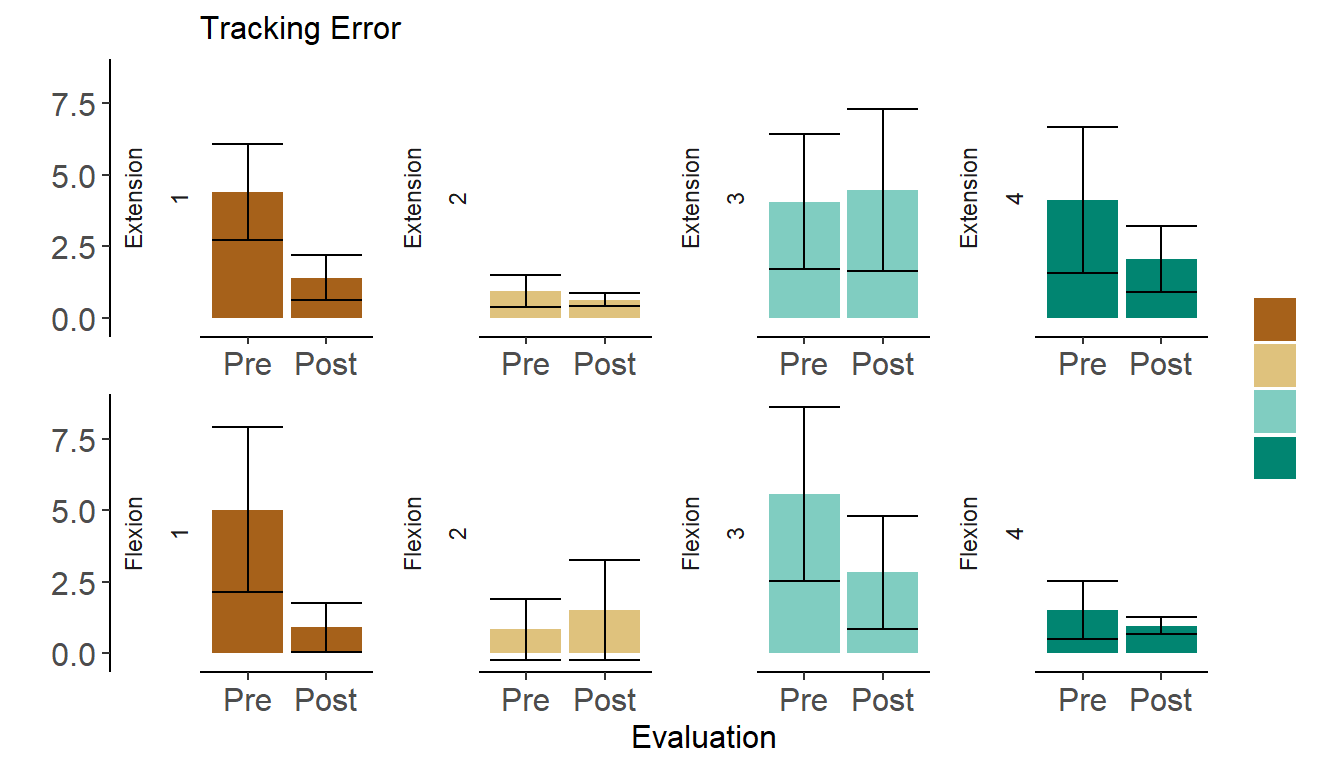 Tracking Error
7.5
5.0
2.5
0.0
Extension
1
Extension
2
Extension
3
Extension
4
Pre Post
Pre Post
Pre Post
Pre Post
7.5
5.0
2.5
0.0
Flexion
1
Flexion
2
Flexion
3
Flexion
4
Pre Post
Pre Post
Pre Post
Pre Post
Evaluation